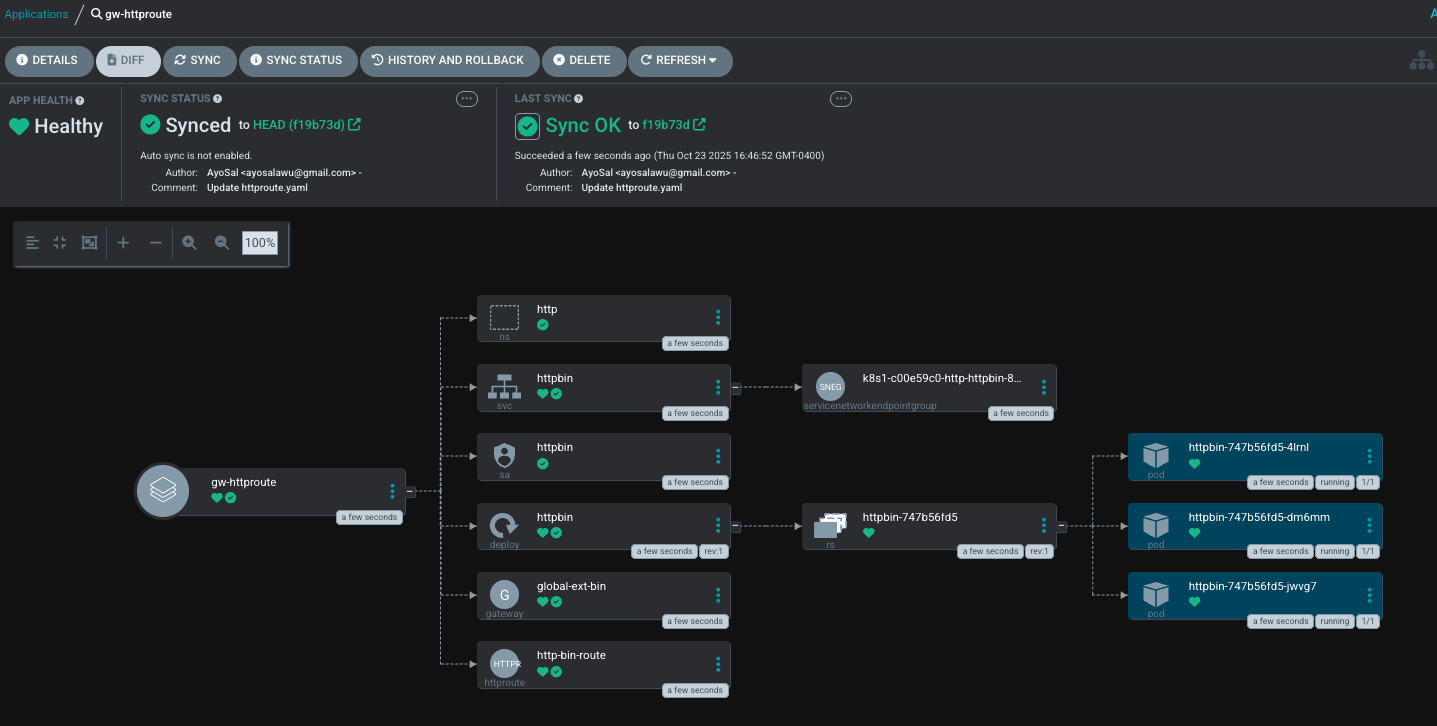 Applications / gw-httproute
A
DETAILS DIFF SYNC SYNC STATUS HISTORY AND ROLLBACK DELETE REFRESH
APP HEALTH
Healthy
SYNC STATUS
Synced to HEAD (f19b73d)
Auto sync is not enabled.
Author: AyoSal <ayosalawu@gmail.com> -
Comment: Update httproute.yaml
LAST SYNC
Sync OK to f19b73d
Succeeded a few seconds ago (Thu Oct 23 2025 16:46:52 GMT-0400)
Author: AyoSal <ayosalawu@gmail.com> -
Comment: Update httproute.yaml
100%
gw-httproute
a few seconds
http
ns
a few seconds
httpbin
svc
a few seconds
httpbin
sa
a few seconds
httpbin
deploy
a few seconds rev:1
G
global-ext-bin
gateway
a few seconds
HTTPR
http-bin-route
httproute
a few seconds
SNEG
k8s1-c00e59c0-http-httpbin-8...
servicenetworkendpointgroup
a few seconds
httpbin-747b56fd5
rs
a few seconds rev:1
httpbin-747b56fd5-4lrnl
pod
a few seconds running 1/1
httpbin-747b56fd5-dm6mm
pod
a few seconds running 1/1
httpbin-747b56fd5-jwvg7
pod
a few seconds running 1/1